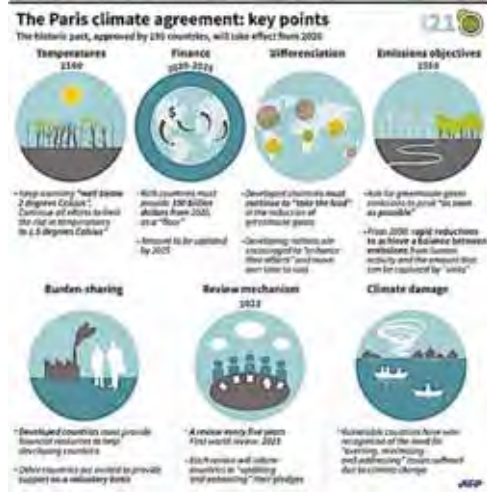 The Paris climate agreement: key points
The historic pact, approved by 195 countries, will take effect from 2020
21
Temperatures
2100
Finance
2020-2025
Differenciation
Emissions objectives
2050
• Keep warming "well below
2 degrees Celsius".
Continue all efforts to limit
the rise in temperatures
to 1.5 degrees Celsius"
• Rich countries must
provide 100 billion
dollars from 2020,
as a "floor"
• Amount to be updated
by 2025
• Developed countries must
continue to "take the lead"
in the reduction of
greenhouse gases
• Developing nations are
encouraged to "enhance
their efforts" and move
over time to cuts
• Aim for greenhouse gases
emissions to peak "as soon
as possible"
• From 2050: rapid reductions
to achieve a balance between
emissions from human
activity and the amount that
can be captured by "sinks"
Burden-sharing
Review mechanism
2023
Climate damage
• Developed countries must provide
financial resources to help
developing countries
• Other countries are invited to provide
support on a voluntary basis
• A review every five years
First world review: 2023
• Each review will inform
countries in "updating
and enhancing" their pledges
• Vulnerable countries have won
recognition of the need for
"averting, minimising
and addressing" losses suffered
due to climate change
AFP